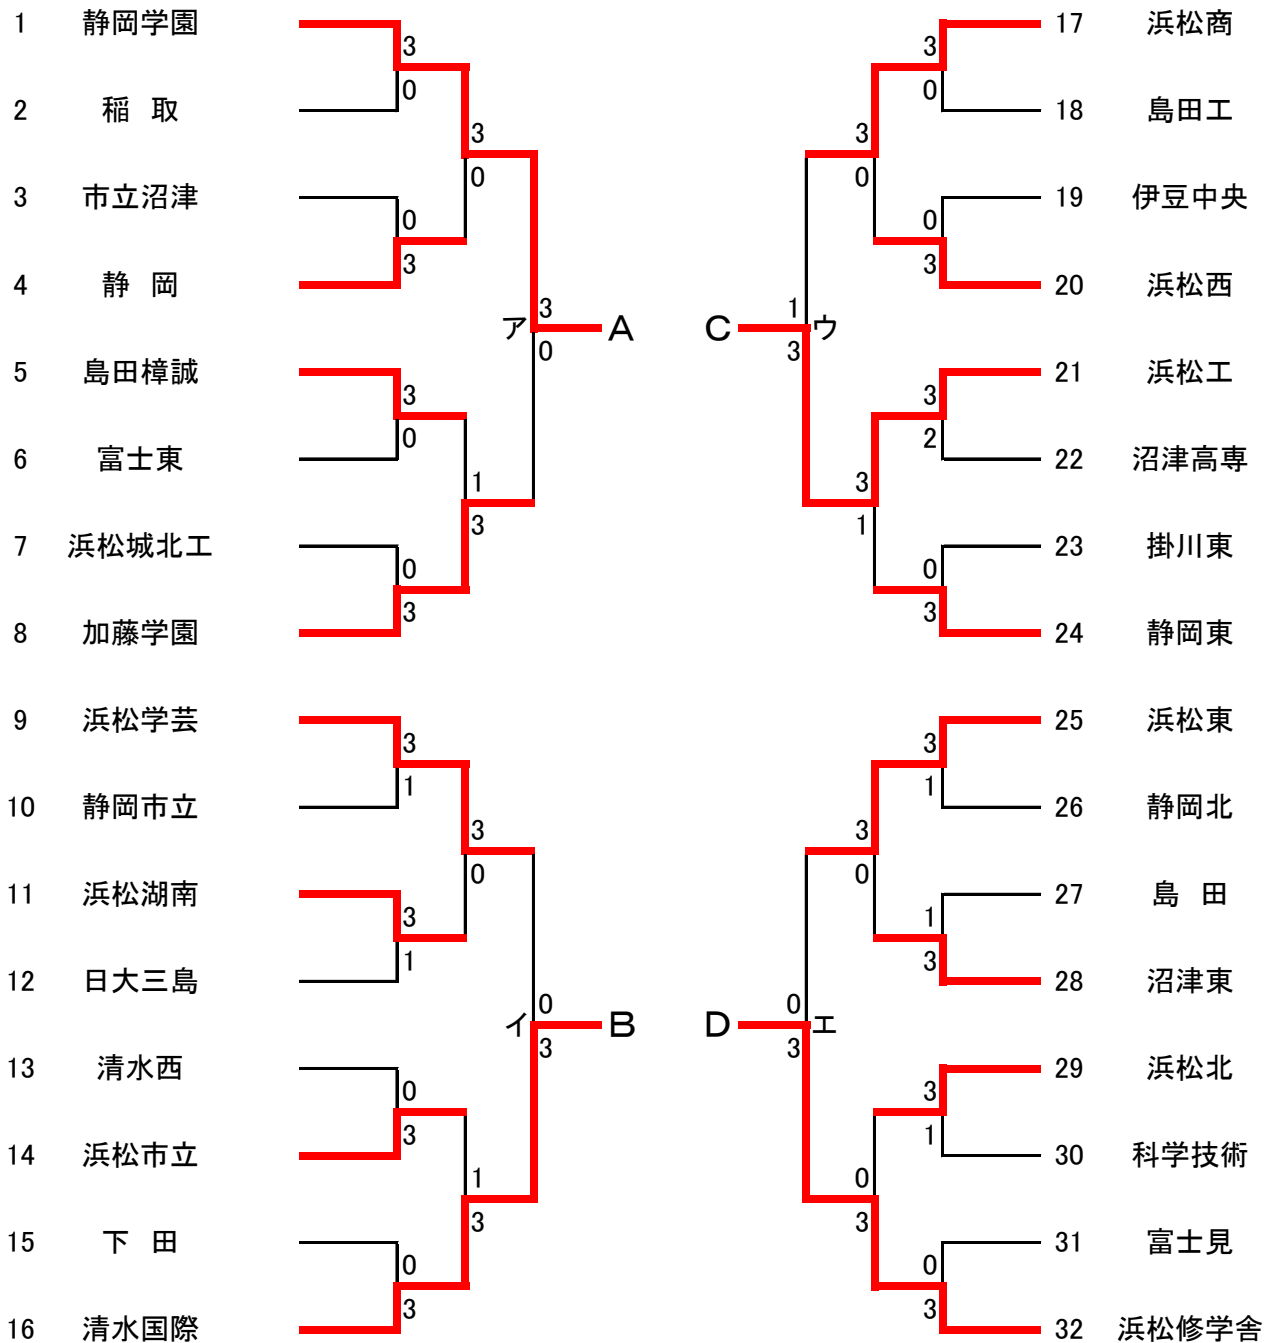 1 静岡学園
3
0
2 稲 取
3
0
3 市立沼津
0
3
4 静 岡
ア
3
0
A
5 島田樟誠
3
0
6 富士東
1
3
7 浜松城北工
0
3
8 加藤学園
9 浜松学芸
3
1
10 静岡市立
3
0
11 浜松湖南
3
1
12 日大三島
イ
0
3
B
13 清水西
0
3
14 浜松市立
1
3
15 下 田
0
3
16 清水国際
17 浜松商
3
0
18 島田工
3
0
19 伊豆中央
0
3
20 浜松西
C
1
3
ウ
21 浜松工
3
2
22 沼津高専
3
1
23 掛川東
0
3
24 静岡東
25 浜松東
3
1
26 静岡北
3
0
27 島 田
1
3
28 沼津東
D
0
3
エ
29 浜松北
3
1
30 科学技術
0
3
31 富士見
0
3
32 浜松修学舎